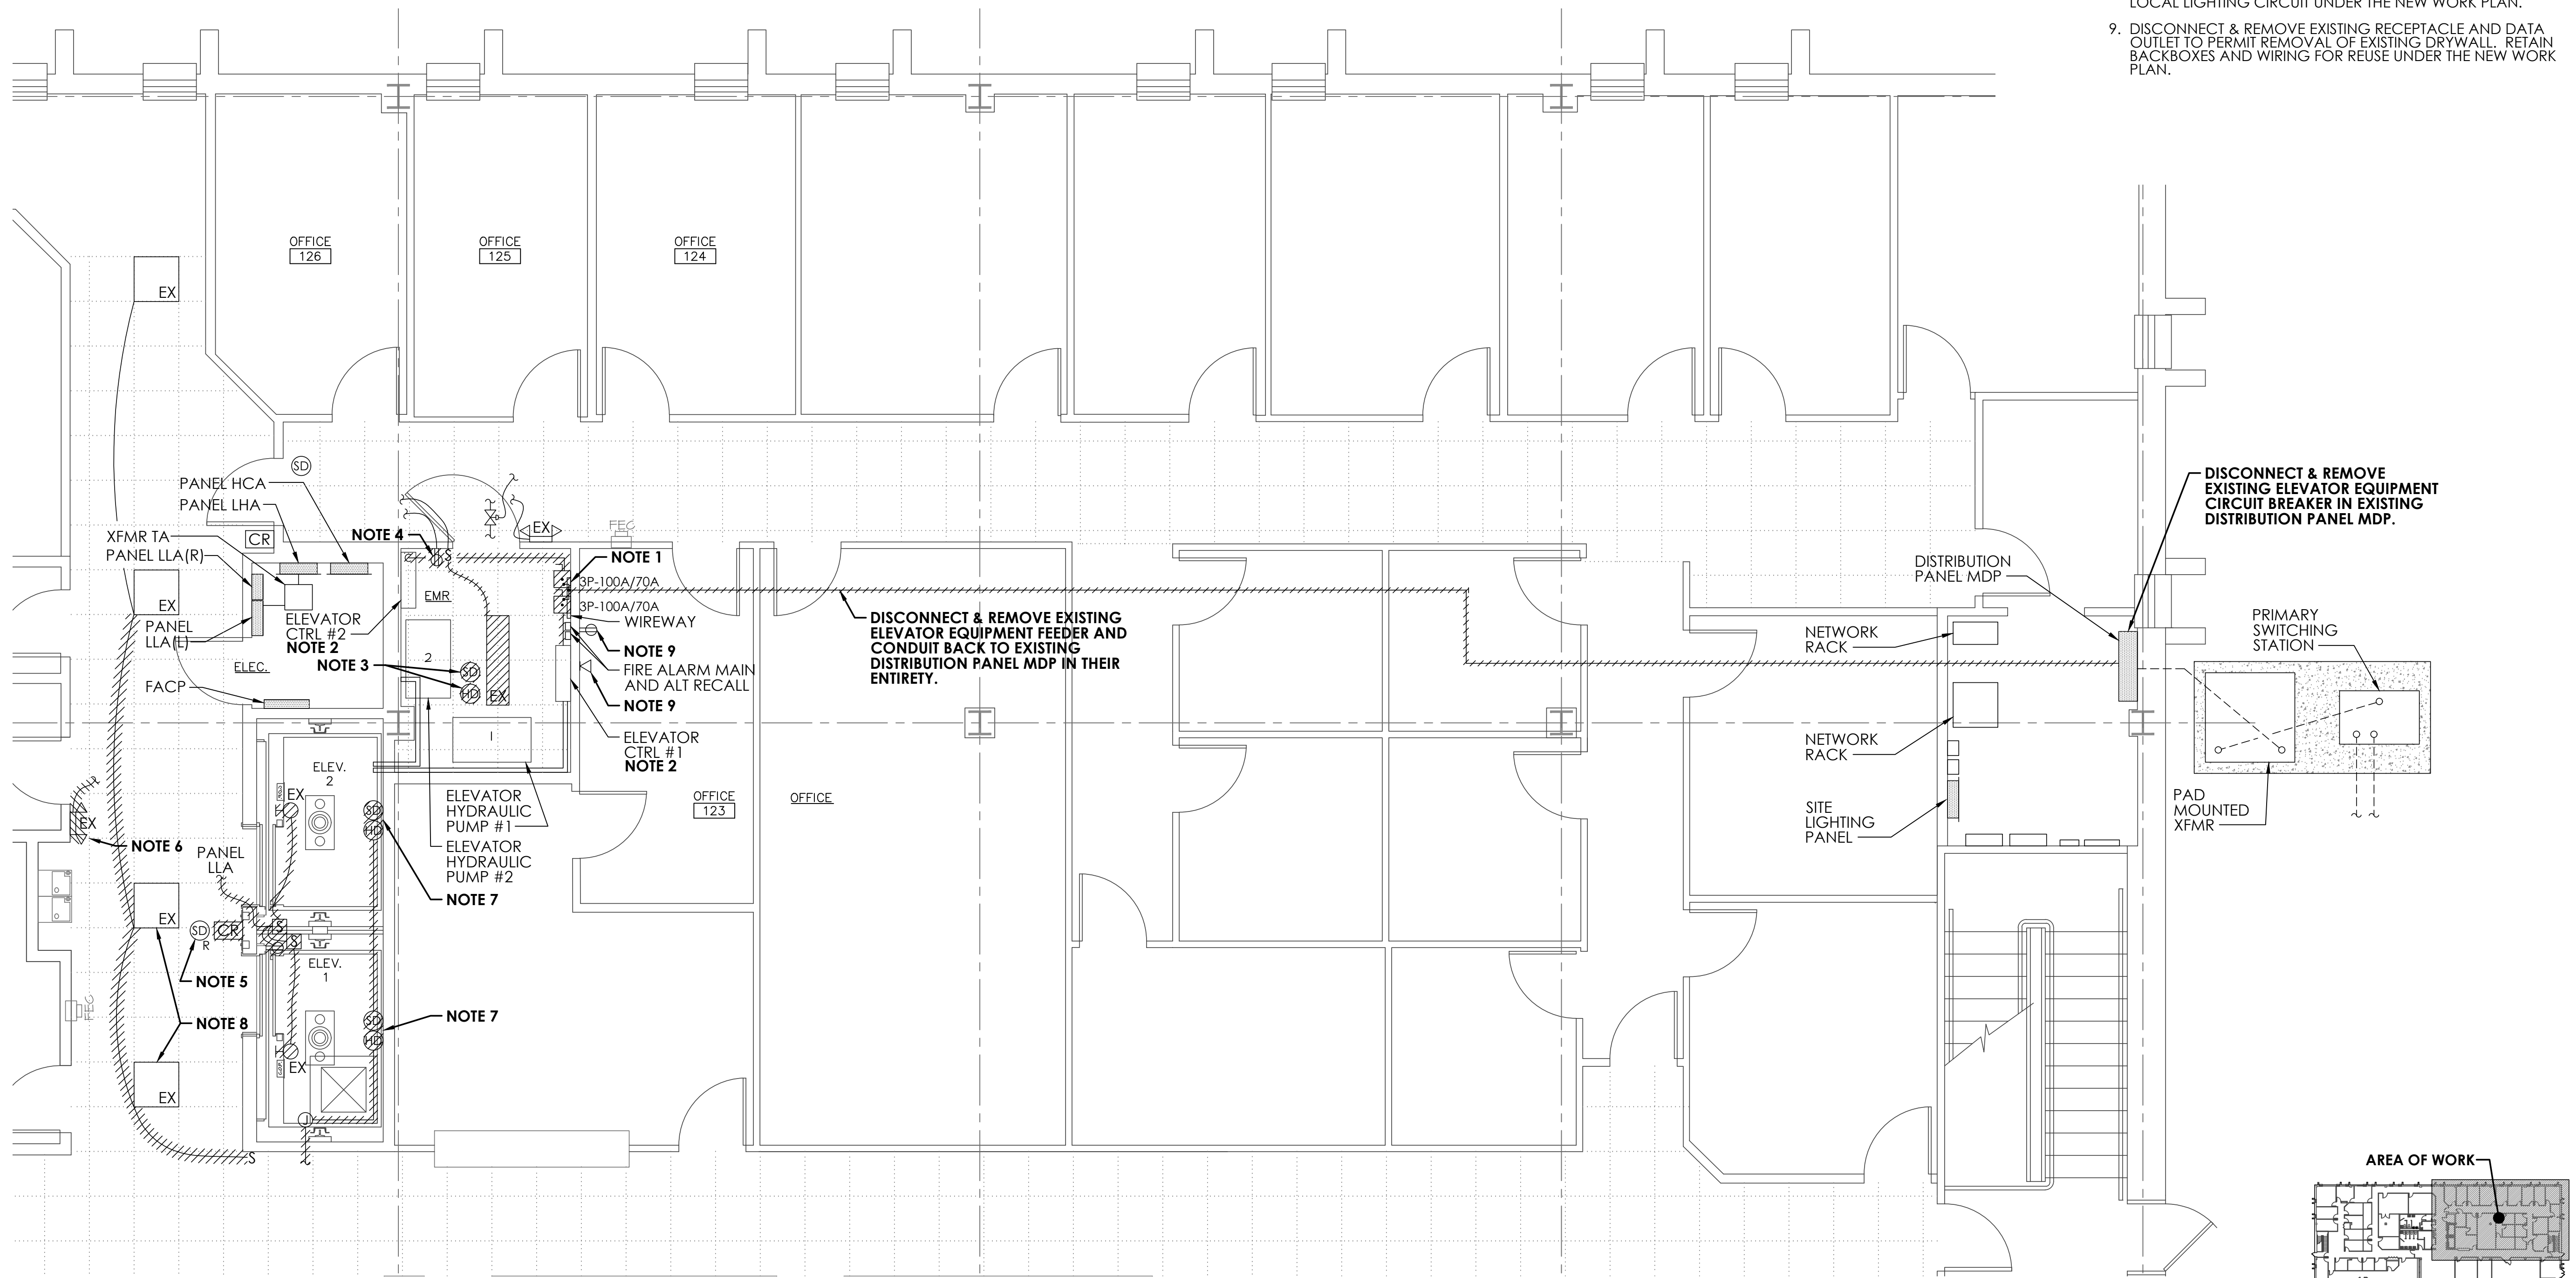 LOCAL LIGHTING CIRCUIT UNDER THE NEW WORK PLAN.
9. DISCONNECT & REMOVE EXISTING RECEPTACLE AND DATA
OUTLET TO PERMIT REMOVAL OF EXISTING DRYWALL. RETAIN
BACKBOXES AND WIRING FOR REUSE UNDER THE NEW WORK
PLAN.
OFFICE
126
OFFICE
125
OFFICE
124
EX
SD
PANEL HCA
PANEL LHA
XFMR TA
PANEL LLA(R)
CR
NOTE 4
S
EX
FEC
NOTE 1
3P-100A/70A
3P-100A/70A
WIREWAY
EMR
EX
PANEL
LLA(L)
ELEVATOR
CTRL #2
NOTE 2
NOTE 3
ELEC.
FACP
2
SD
HD
EX
1
NOTE 9
FIRE ALARM MAIN
AND ALT RECALL
NOTE 9
ELEVATOR
CTRL #1
NOTE 2
DISCONNECT & REMOVE EXISTING
ELEVATOR EQUIPMENT FEEDER AND
CONDUIT BACK TO EXISTING
DISTRIBUTION PANEL MDP IN THEIR
ENTIRETY.
DISCONNECT & REMOVE
EXISTING ELEVATOR EQUIPMENT
CIRCUIT BREAKER IN EXISTING
DISTRIBUTION PANEL MDP.
DISTRIBUTION
PANEL MDP
NETWORK
RACK
PRIMARY
SWITCHING
STATION
NETWORK
RACK
SITE
LIGHTING
PANEL
PAD
MOUNTED
XFMR
ELEV.
2
EX
SD
HD
ELEVATOR
HYDRAULIC
PUMP #1
ELEVATOR
HYDRAULIC
PUMP #2
OFFICE
123
OFFICE
EX
NOTE 6
PANEL
LLA
NOTE 7
EX
SD
R
CR
S
S
NOTE 5
ELEV.
1
FEC
NOTE 8
SD
HD
NOTE 7
EX
EX
J
S
AREA OF WORK